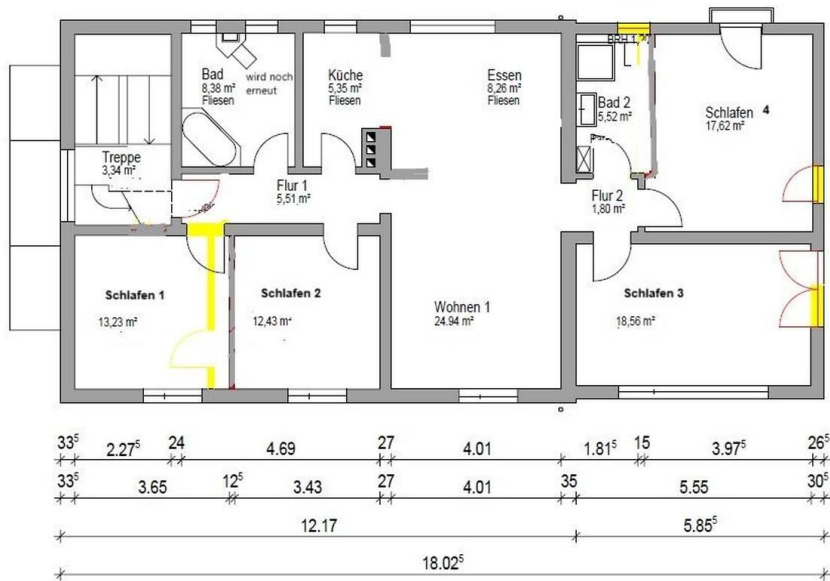 BRH 1,
Bad
8,38 m²
Fliesen
wird noch
erneut
Küche
5,35 m²
Fliesen
Essen
8,26 m²
Fliesen
Bad 2
5,52 m²
Schlafen 4
17,62 m²
Treppe
3,34 m²
Flur 1
5,51 m²
Flur 2
1,80 m²
Schlafen 1
13,23 m²
Schlafen 2
12,43 m²
Wohnen 1
24.94 m²
Schlafen 3
18,56 m²
33⁵ 2.27⁵ 24 4.69 27 4.01 1.81⁵ 15 3.97⁵ 26⁵
33⁵ 3.65 12⁵ 3.43 27 4.01 35 5.55 30⁵
12.17 5.85⁵
18.02⁵